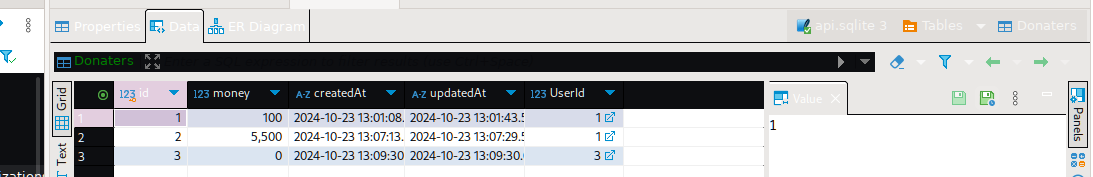 Properties Data ER Diagram api.sqlite 3 Tables Donaters
Donaters
Grid
Text
id money createdAt updatedAt UserId
1 1 100 2024-10-23 13:01:08. 2024-10-23 13:01:43.5 1
2 2 5,500 2024-10-23 13:07:13. 2024-10-23 13:07:29.5 1
3 3 0 2024-10-23 13:09:30 2024-10-23 13:09:30.0 3
Value
1
Panels